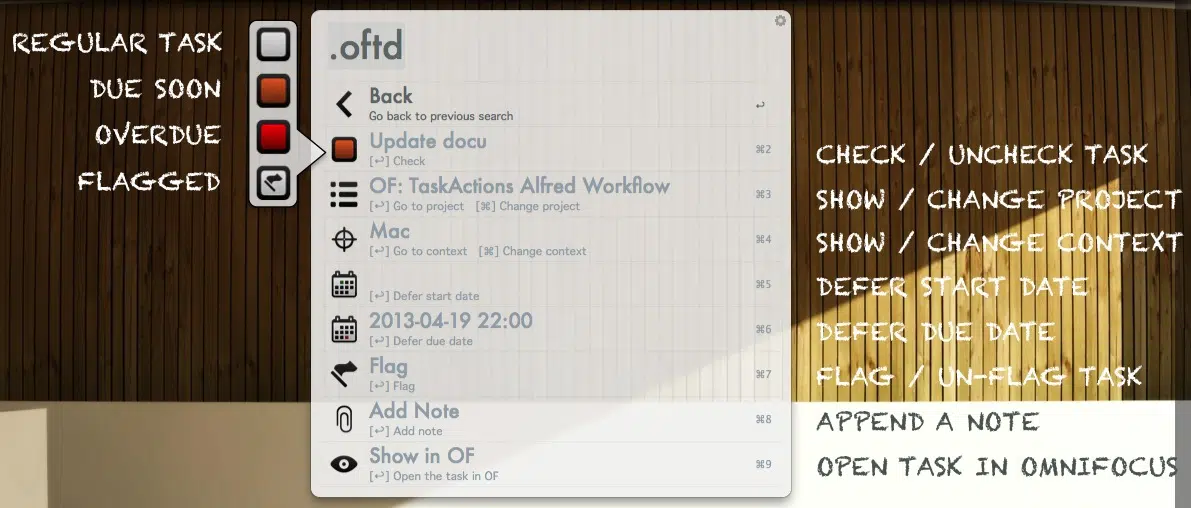 REGULAR TASK
DUE SOON
OVERDUE
FLAGGED
.oftd
Back
Go back to previous search
↩
Update docu
[↩] Check
⌘2
OF: TaskActions Alfred Workflow
[↩] Go to project [⌘] Change project
⌘3
Mac
[↩] Go to context [⌘] Change context
⌘4
[↩] Defer start date
⌘5
2013-04-19 22:00
[↩] Defer due date
⌘6
Flag
[↩] Flag
⌘7
Add Note
[↩] Add note
⌘8
Show in OF
[↩] Open the task in OF
⌘9
CHECK / UNCHECK TASK
SHOW / CHANGE PROJECT
SHOW / CHANGE CONTEXT
DEFER START DATE
DEFER DUE DATE
FLAG / UN-FLAG TASK
APPEND A NOTE
OPEN TASK IN OMNIFOCUS